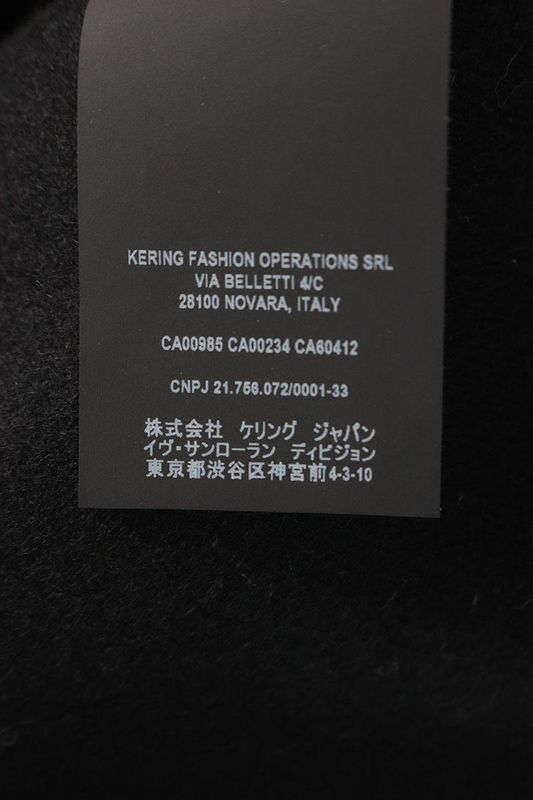 KERING FASHION OPERATIONS SRL
VIA BELLETTI 4/C
28100 NOVARA, ITALY
CA00985 CA00234 CA60412
CNPJ 21.756.072/0001-33
株式会社 ケリング ジャパン
イヴ・サンローラン ディビジョン
東京都渋谷区神宮前4-3-10